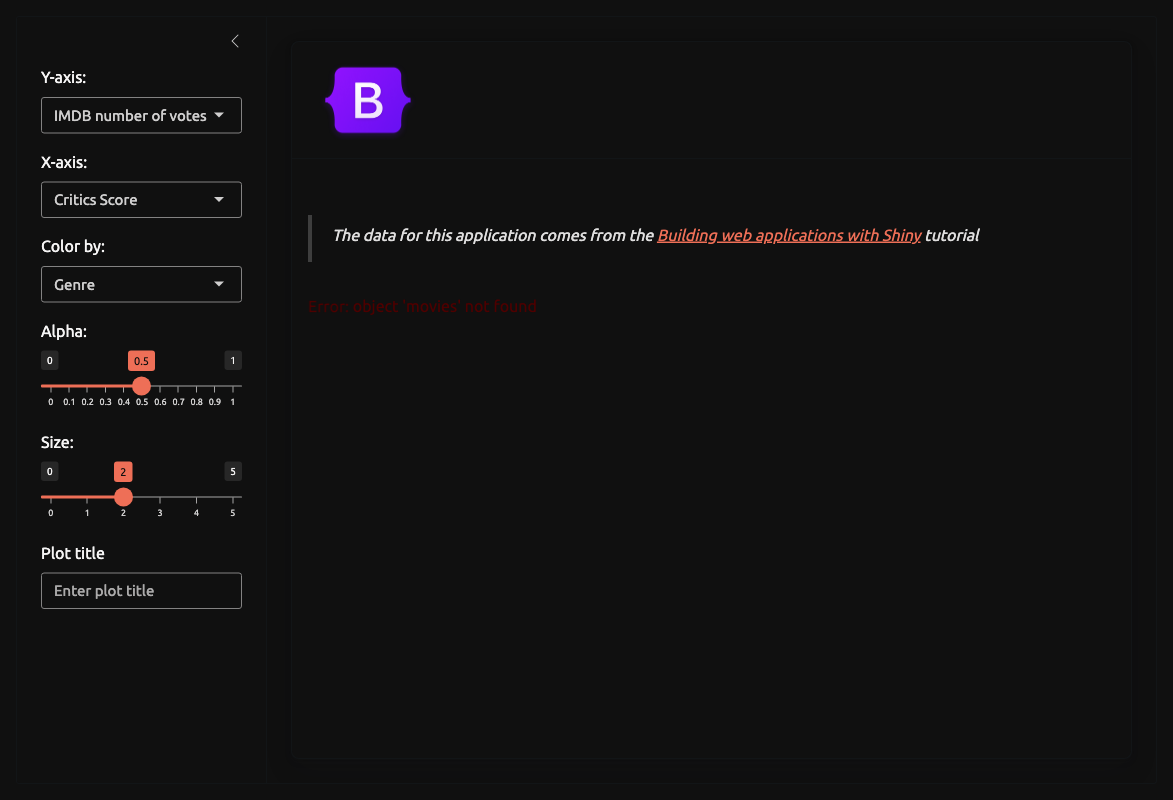 Y-axis:
IMDB number of votes
X-axis:
Critics Score
Color by:
Genre
Alpha:
0 0.5 1
0 0.1 0.2 0.3 0.4 0.5 0.6 0.7 0.8 0.9 1
Size:
0 2 5
0 1 2 3 4 5
Plot title
Enter plot title
B
The data for this application comes from the Building web applications with Shiny tutorial
Error: object 'movies' not found